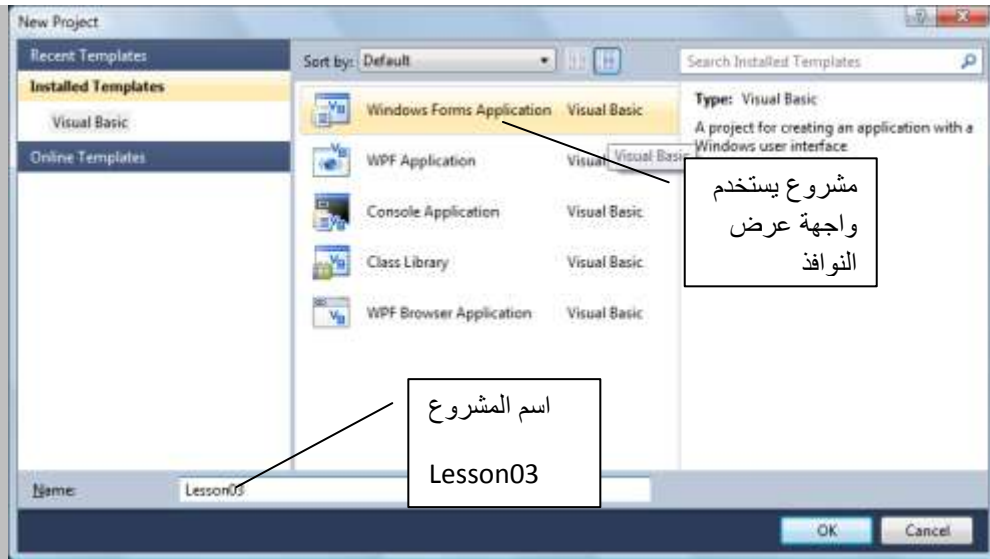 New Project
Recent Templates
Installed Templates
Visual Basic
Online Templates
Sort by: Default
Search Installed Templates
Windows Forms Application Visual Basic
WPF Application Visual
Visual Basic
Console Application Visual Basic
Class Library Visual Basic
WPF Browser Application Visual Basic
Type: Visual Basic
A project for creating an application with a
Windows user interface
مشروع يستخدم
واجهة عرض
النوافذ
اسم المشروع
Lesson03
Name: Lesson03
OK Cancel